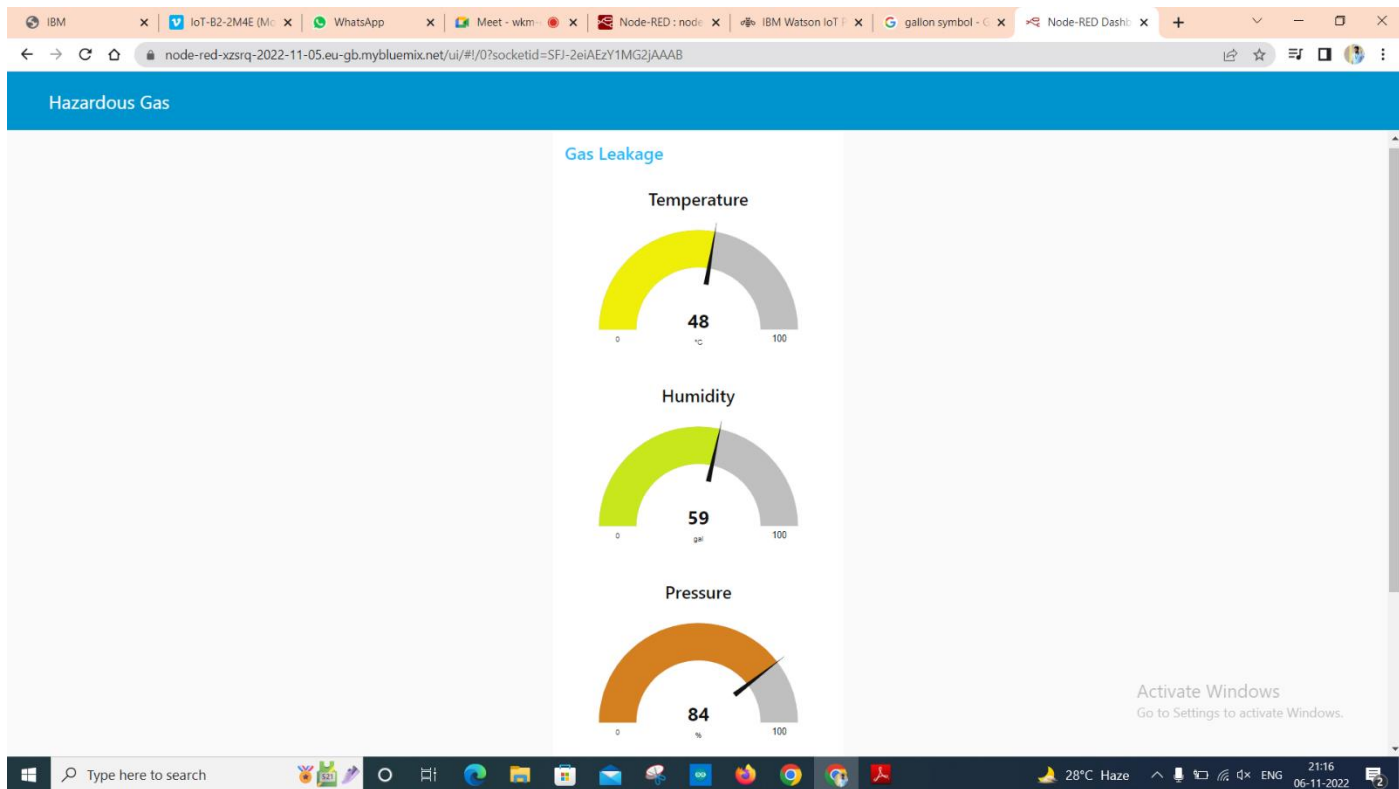 IBM
IoT-B2-2M4E (Mo
WhatsApp
Meet - wkm-
Node-RED : node
IBM Watson IoT P
gallon symbol - G
Node-RED Dashb
node-red-xzsrq-2022-11-05.eu-gb.mybluemix.net/ui/#!/0?socketid=SFJ-2eiAEzY1MG2jAAAB
Hazardous Gas
Gas Leakage
Temperature
48
0 °C 100
Humidity
59
0 gal 100
Pressure
84
0 % 100
Activate Windows
Go to Settings to activate Windows.
Type here to search
28°C Haze
ENG
21:16
06-11-2022
2